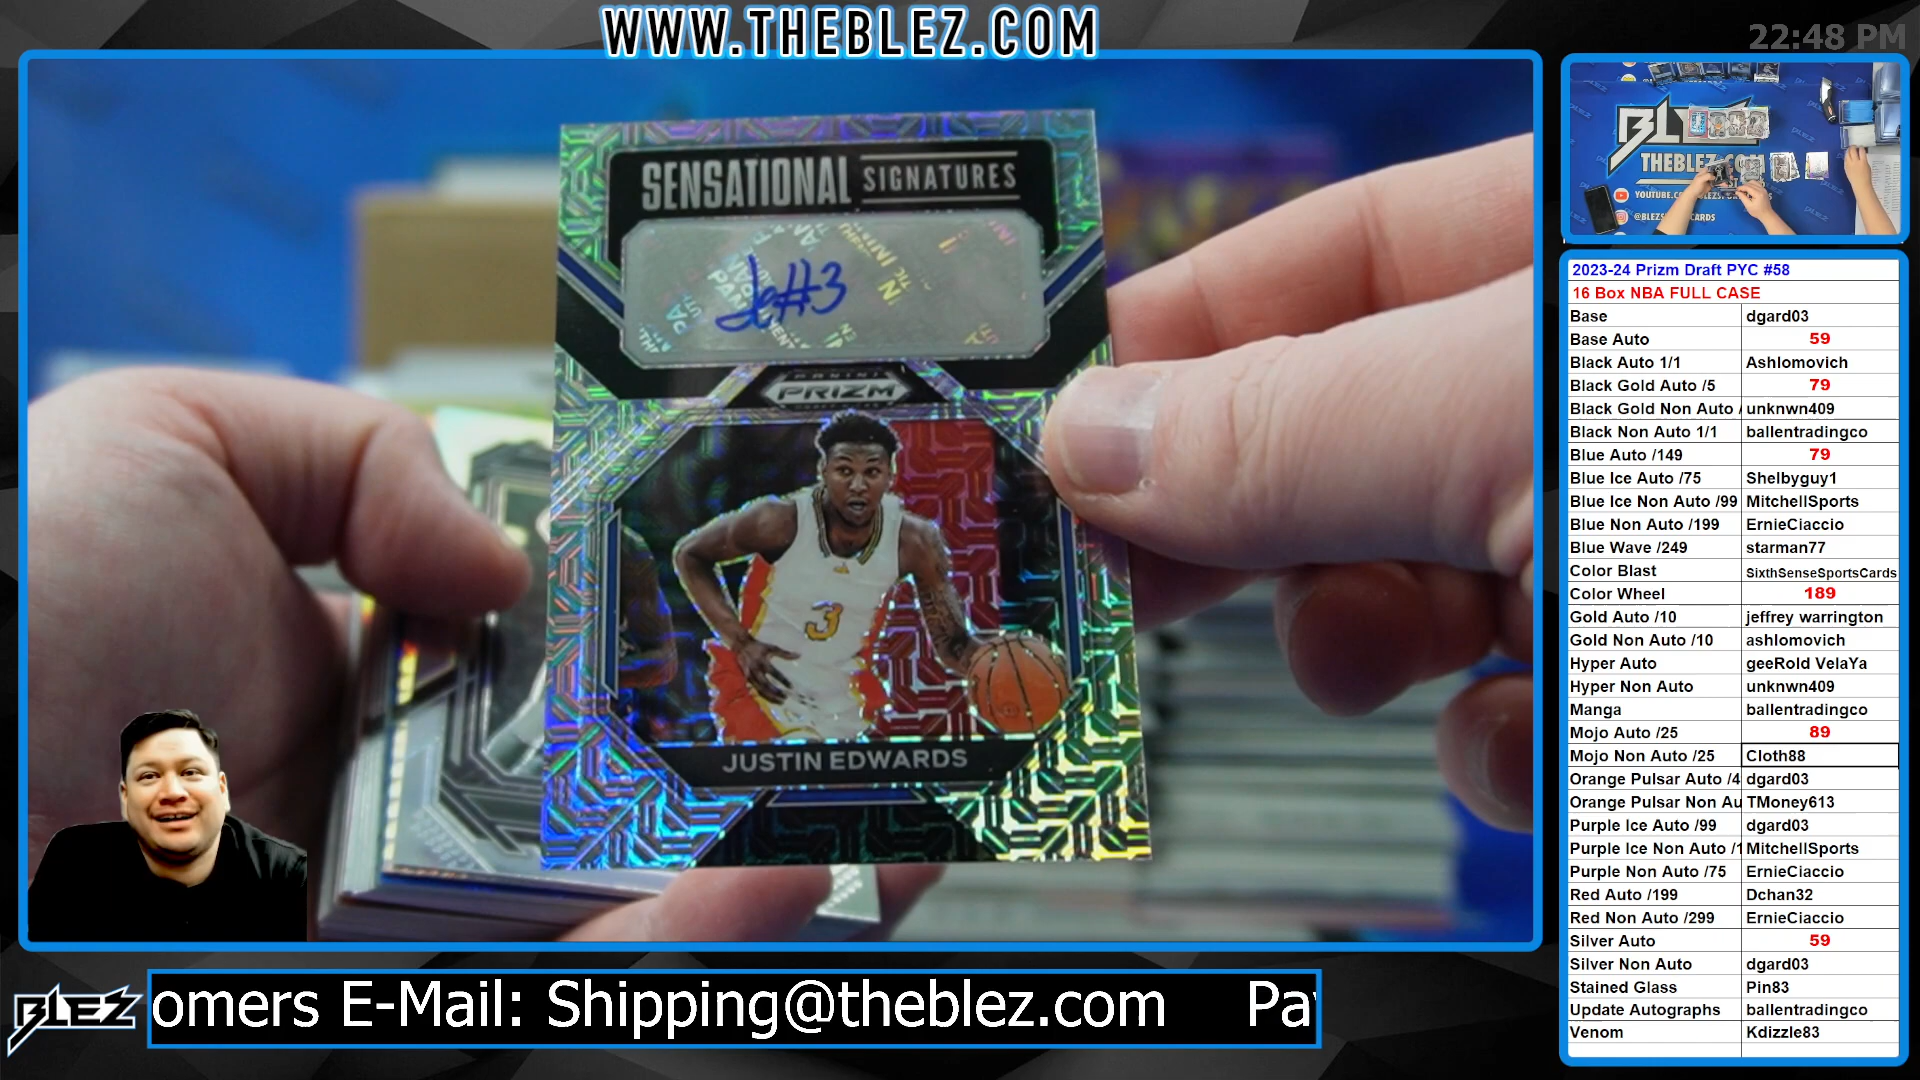 WWW.THEBLEZ.COM
22:48 PM
SENSATIONAL SIGNATURES
PANINI
PRIZM
3
JUSTIN EDWARDS
BLEZ
omers E-Mail: Shipping@theblez.com Pa
THEBLEZ.COM
2023-24 Prizm Draft PYC #58
16 Box NBA FULL CASE
Base dgard03
Base Auto 59
Black Auto 1/1 Ashlomovich
Black Gold Auto /5 79
Black Gold Non Auto / unknwn409
Black Non Auto 1/1 ballentradingco
Blue Auto /149 79
Blue Ice Auto /75 Shelbyguy1
Blue Ice Non Auto /99 MitchellSports
Blue Non Auto /199 ErnieCiaccio
Blue Wave /249 starman77
Color Blast SixthSenseSportsCards
Color Wheel 189
Gold Auto /10 jeffrey warrington
Gold Non Auto /10 ashlomovich
Hyper Auto geeRold VelaYa
Hyper Non Auto unknwn409
Manga ballentradingco
Mojo Auto /25 89
Mojo Non Auto /25 Cloth88
Orange Pulsar Auto /4 dgard03
Orange Pulsar Non Au TMoney613
Purple Ice Auto /99 dgard03
Purple Ice Non Auto /1 MitchellSports
Purple Non Auto /75 ErnieCiaccio
Red Auto /199 Dchan32
Red Non Auto /299 ErnieCiaccio
Silver Auto 59
Silver Non Auto dgard03
Stained Glass Pin83
Update Autographs ballentradingco
Venom Kdizzle83